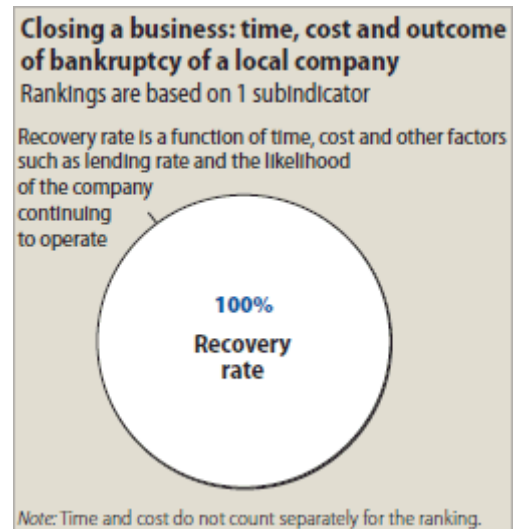 Closing a business: time, cost and outcome
of bankruptcy of a local company
Rankings are based on 1 subindicator
Recovery rate is a function of time, cost and other factors
such as lending rate and the likelihood
of the company
continuing
to operate
100%
Recovery
rate
Note: Time and cost do not count separately for the ranking.